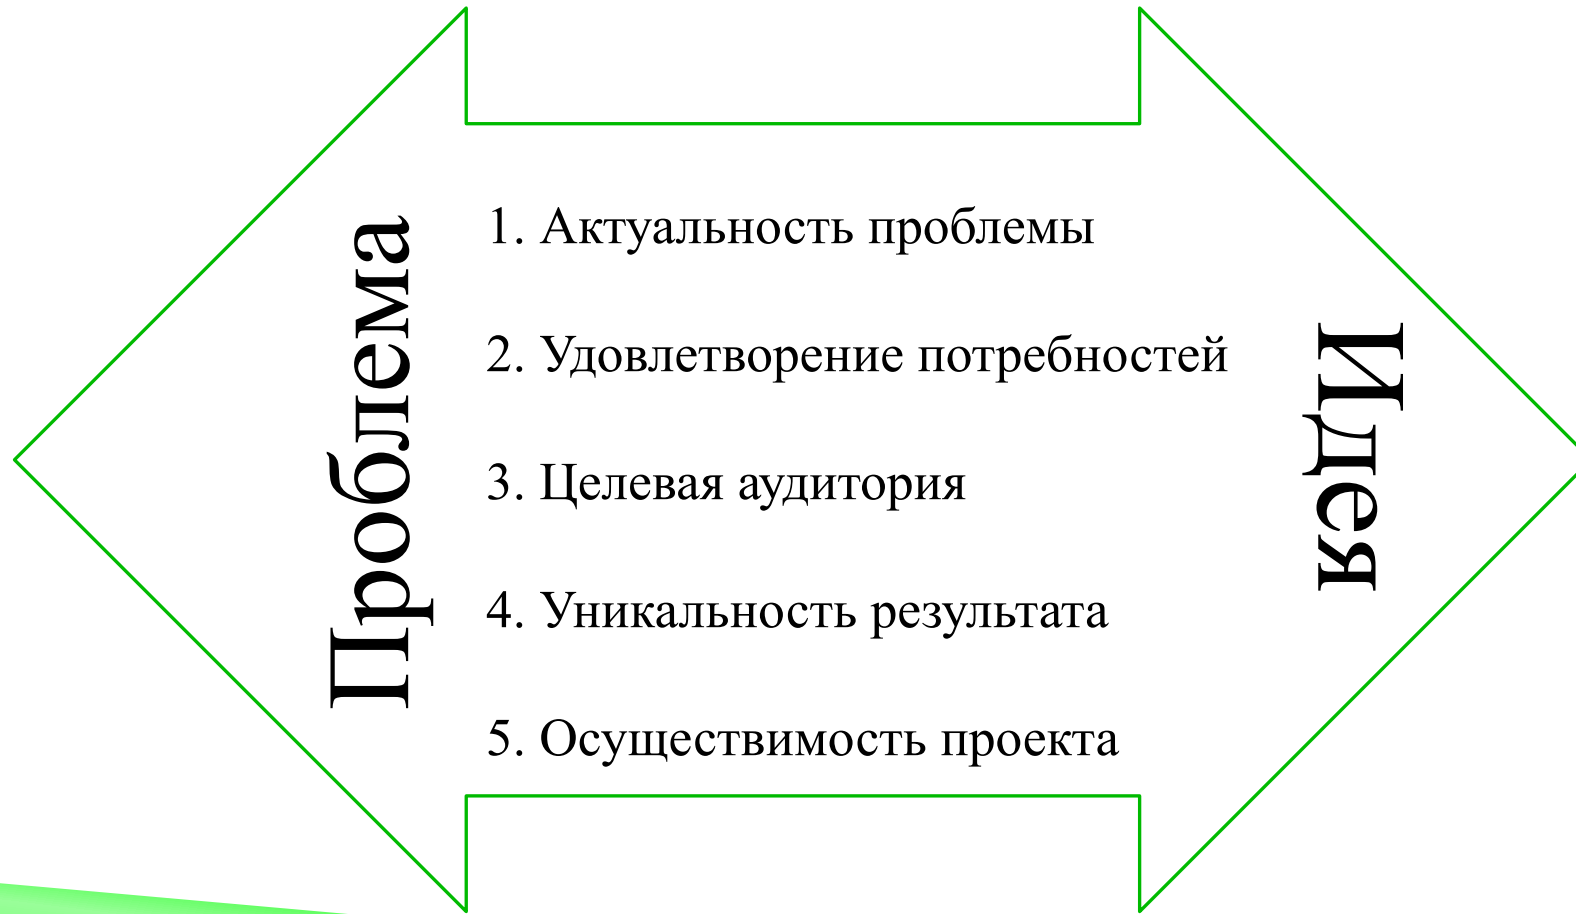 Проблема
1. Актуальность проблемы
2. Удовлетворение потребностей
3. Целевая аудитория
4. Уникальность результата
5. Осуществимость проекта
Идея